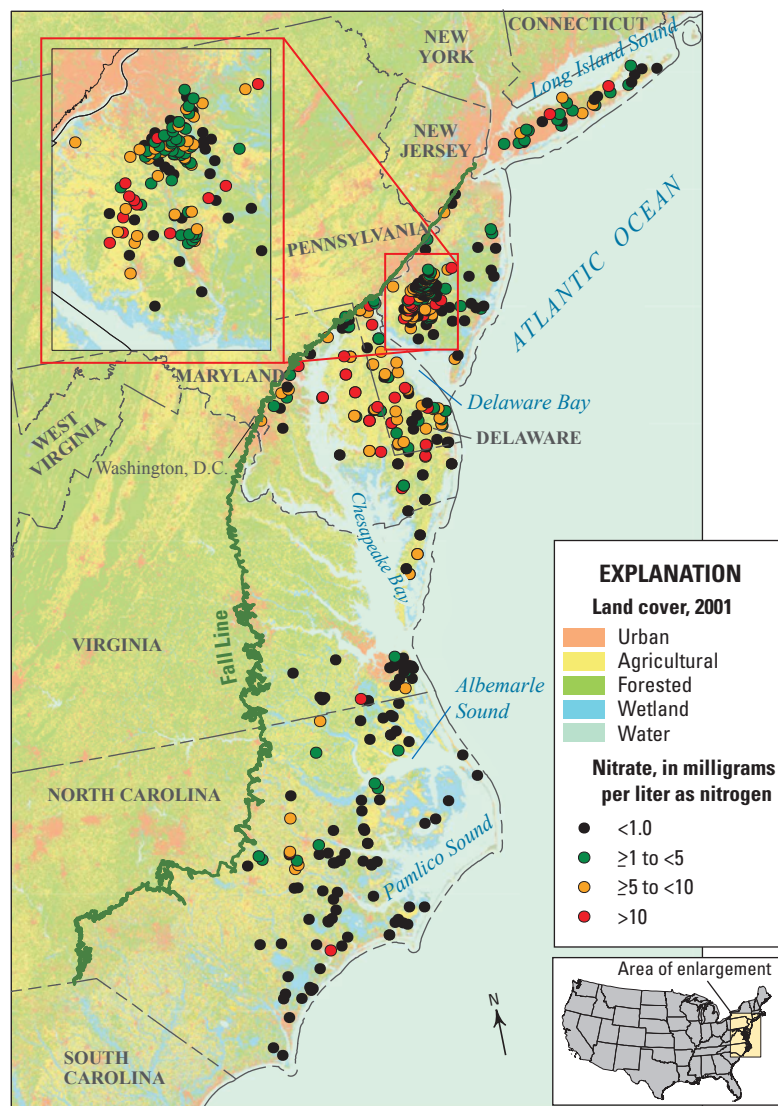 CONNECTICUT
NEW
YORK
Long Island Sound
NEW
JERSEY
PENNSYLVANIA
ATLANTIC OCEAN
MARYLAND
Delaware Bay
WEST
VIRGINIA
DELAWARE
Washington, D.C.
Chesapeake Bay
VIRGINIA
Fall Line
Albemarle
Sound
NORTH CAROLINA
Pamlico Sound
N
SOUTH
CAROLINA
EXPLANATION
Land cover, 2001
Urban
Agricultural
Forested
Wetland
Water
Nitrate, in milligrams
per liter as nitrogen
<1.0
≥1 to <5
≥5 to <10
>10
Area of enlargement